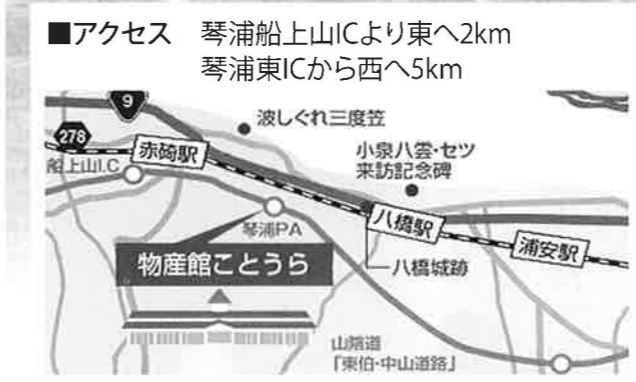 ■アクセス 琴浦船上山ICより東へ2km
琴浦東ICから西へ5km
9
波しぐれ三度笠
278
赤碕駅
小泉八雲・セツ
来訪記念碑
船上山I.C
琴浦PA
八橋駅
浦安駅
物産館ことうら
八橋城跡
山陰道
「東伯・中山道路」